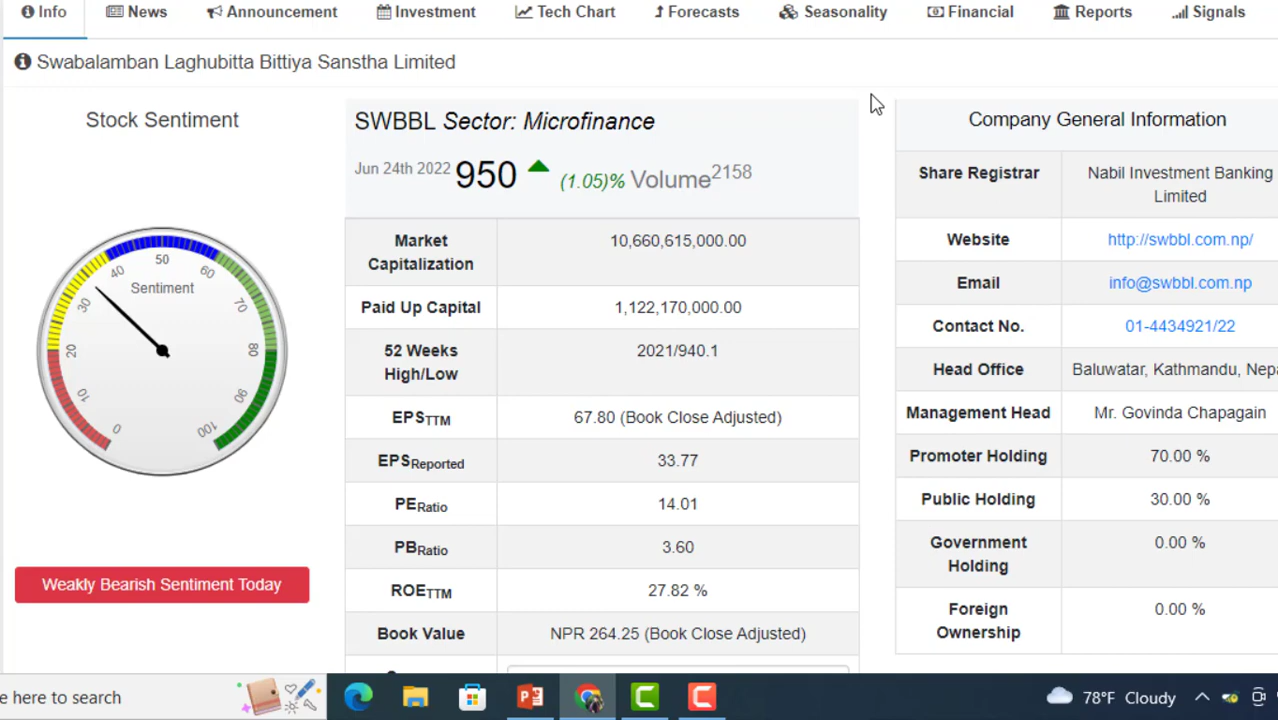 Info News Announcement Investment Tech Chart Forecasts Seasonality Financial Reports Signals
Swabalamban Laghubitta Bittiya Sanstha Limited
Stock Sentiment
0
10
20
30
40
50
60
70
80
90
100
Sentiment
Weakly Bearish Sentiment Today
SWBBL Sector: Microfinance
Jun 24th 2022 950 (1.05)% Volume2158
Market Capitalization 10,660,615,000.00
Paid Up Capital 1,122,170,000.00
52 Weeks High/Low 2021/940.1
EPSTTM 67.80 (Book Close Adjusted)
EPSReported 33.77
PERatio 14.01
PBRatio 3.60
ROETTM 27.82 %
Book Value NPR 264.25 (Book Close Adjusted)
Company General Information
Share Registrar Nabil Investment Banking Limited
Website http://swbbl.com.np/
Email info@swbbl.com.np
Contact No. 01-4434921/22
Head Office Baluwatar, Kathmandu, Nepa
Management Head Mr. Govinda Chapagain
Promoter Holding 70.00 %
Public Holding 30.00 %
Government Holding 0.00 %
Foreign Ownership 0.00 %
e here to search
78°F Cloudy